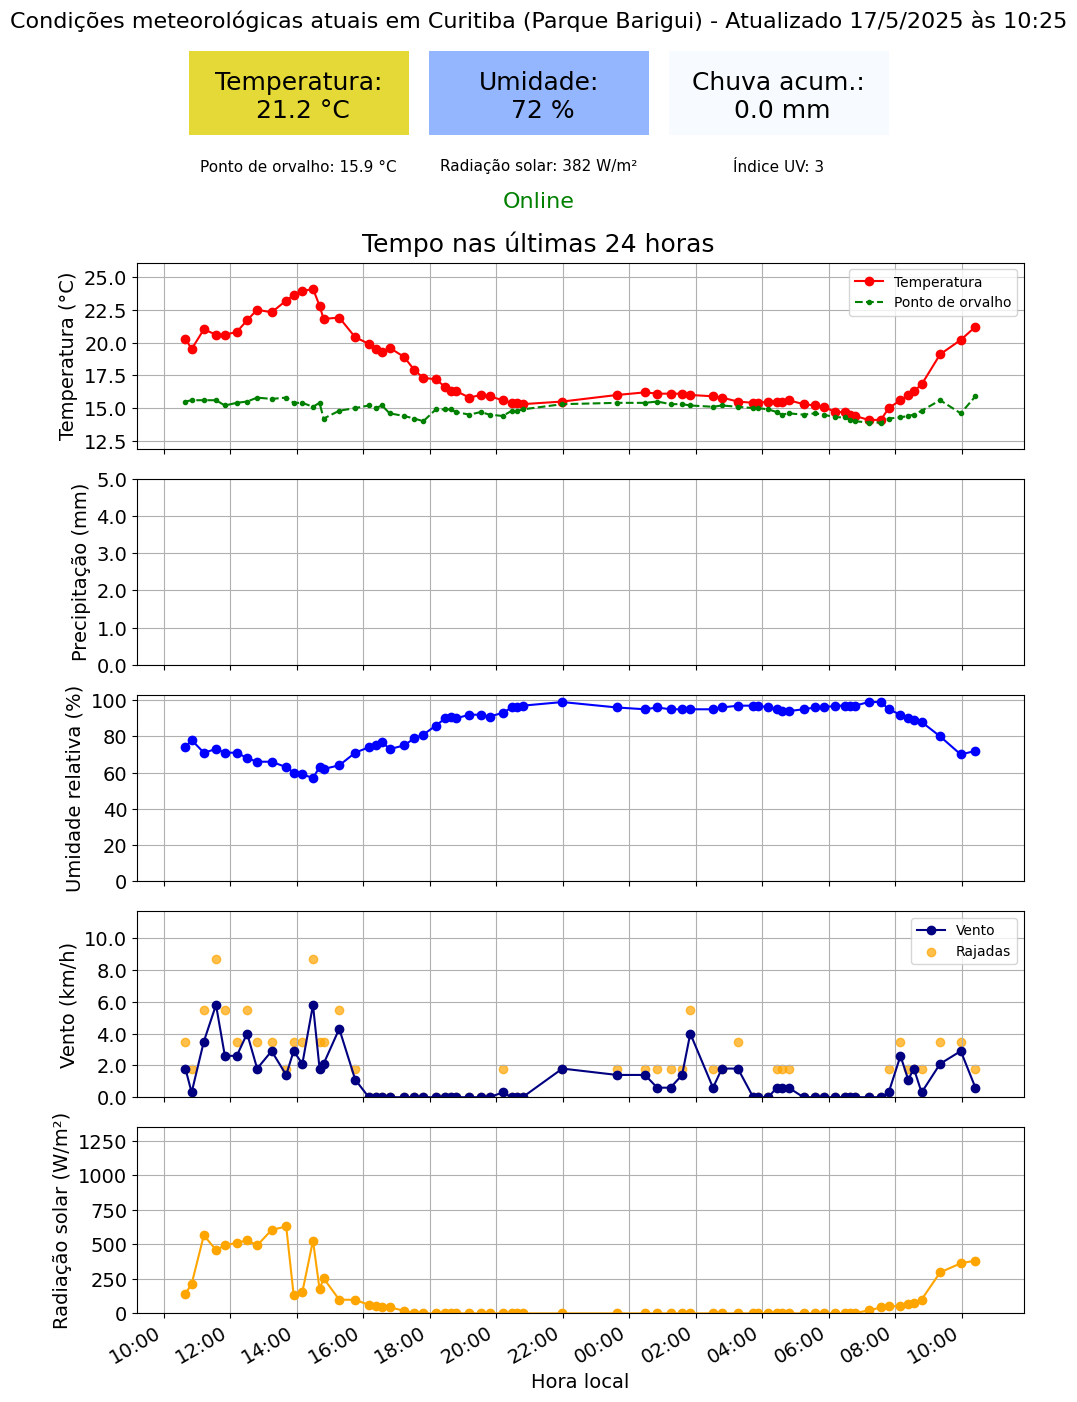 Condições meteorológicas atuais em Curitiba (Parque Barigui) - Atualizado 17/5/2025 às 10:25
Temperatura:
21.2 °C
Umidade:
72 %
Chuva acum.:
0.0 mm
Ponto de orvalho: 15.9 °C
Radiação solar: 382 W/m²
Índice UV: 3
Online
Tempo nas últimas 24 horas
Temperatura (°C)
25.0
22.5
20.0
17.5
15.0
12.5
Temperatura
Ponto de orvalho
Precipitação (mm)
5.0
4.0
3.0
2.0
1.0
0.0
Umidade relativa (%)
100
80
60
40
20
0
Vento (km/h)
10.0
8.0
6.0
4.0
2.0
0.0
Vento
Rajadas
Radiação solar (W/m²)
1250
1000
750
500
250
0
10:00 12:00 14:00 16:00 18:00 20:00 22:00 00:00 02:00 04:00 06:00 08:00 10:00
Hora local